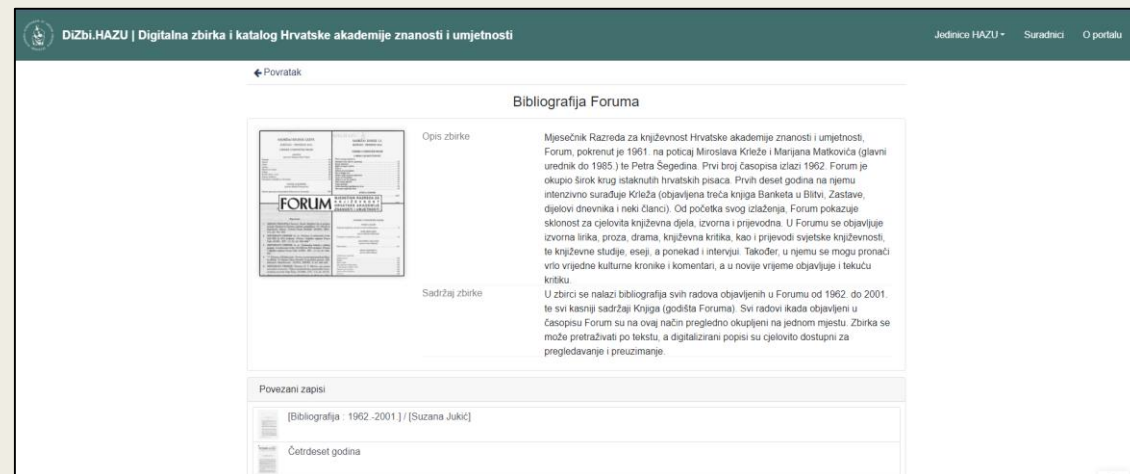 DiZbi.HAZU | Digitalna zbirka i katalog Hrvatske akademije znanosti i umjetnosti
Jedinice HAZU
Suradnici
O portalu
Povratak
Bibliografija Foruma
FORUM
Opis zbirke
Mjesečnik Razreda za književnost Hrvatske akademije znanosti i umjetnosti,
Forum, pokrenut je 1961. na poticaj Miroslava Krleže i Marijana Matkovića (glavni
urednik do 1985.) te Petra Šegedina. Prvi broj časopisa izlazi 1962. Forum je
okupio širok krug istaknutih hrvatskih pisaca. Prvih deset godina na njemu
intenzivno surađuje Krleža (objavljena treća knjiga Banketa u Blitvi, Zastave,
dijelovi dnevnika i neki članci). Od početka svog izlaženja, Forum pokazuje
sklonost za cjelovita književna djela, izvorna i prijevodna. U Forumu se objavljuje
izvorna lirika, proza, drama, književna kritika, kao i prijevodi svjetske književnosti,
te književne studije, eseji, a ponekad i intervjui. Također, u njemu se mogu pronaći
vrlo vrijedne kulturne kronike i komentari, a u novije vrijeme objavljuje i tekuću
kritiku.
Sadržaj zbirke
U zbirci se nalazi bibliografija svih radova objavljenih u Forumu od 1962. do 2001.
te svi kasniji sadržaji Knjiga (godišta Foruma). Svi radovi ikada objavljeni u
časopisu Forum su na ovaj način pregledno okupljeni na jednom mjestu. Zbirka se
može pretraživati po tekstu, a digitalizirani popisi su cjelovito dostupni za
pregledavanje i preuzimanje.
Povezani zapisi
[Bibliografija : 1962.-2001.] / [Suzana Jukić]
Četrdeset godina